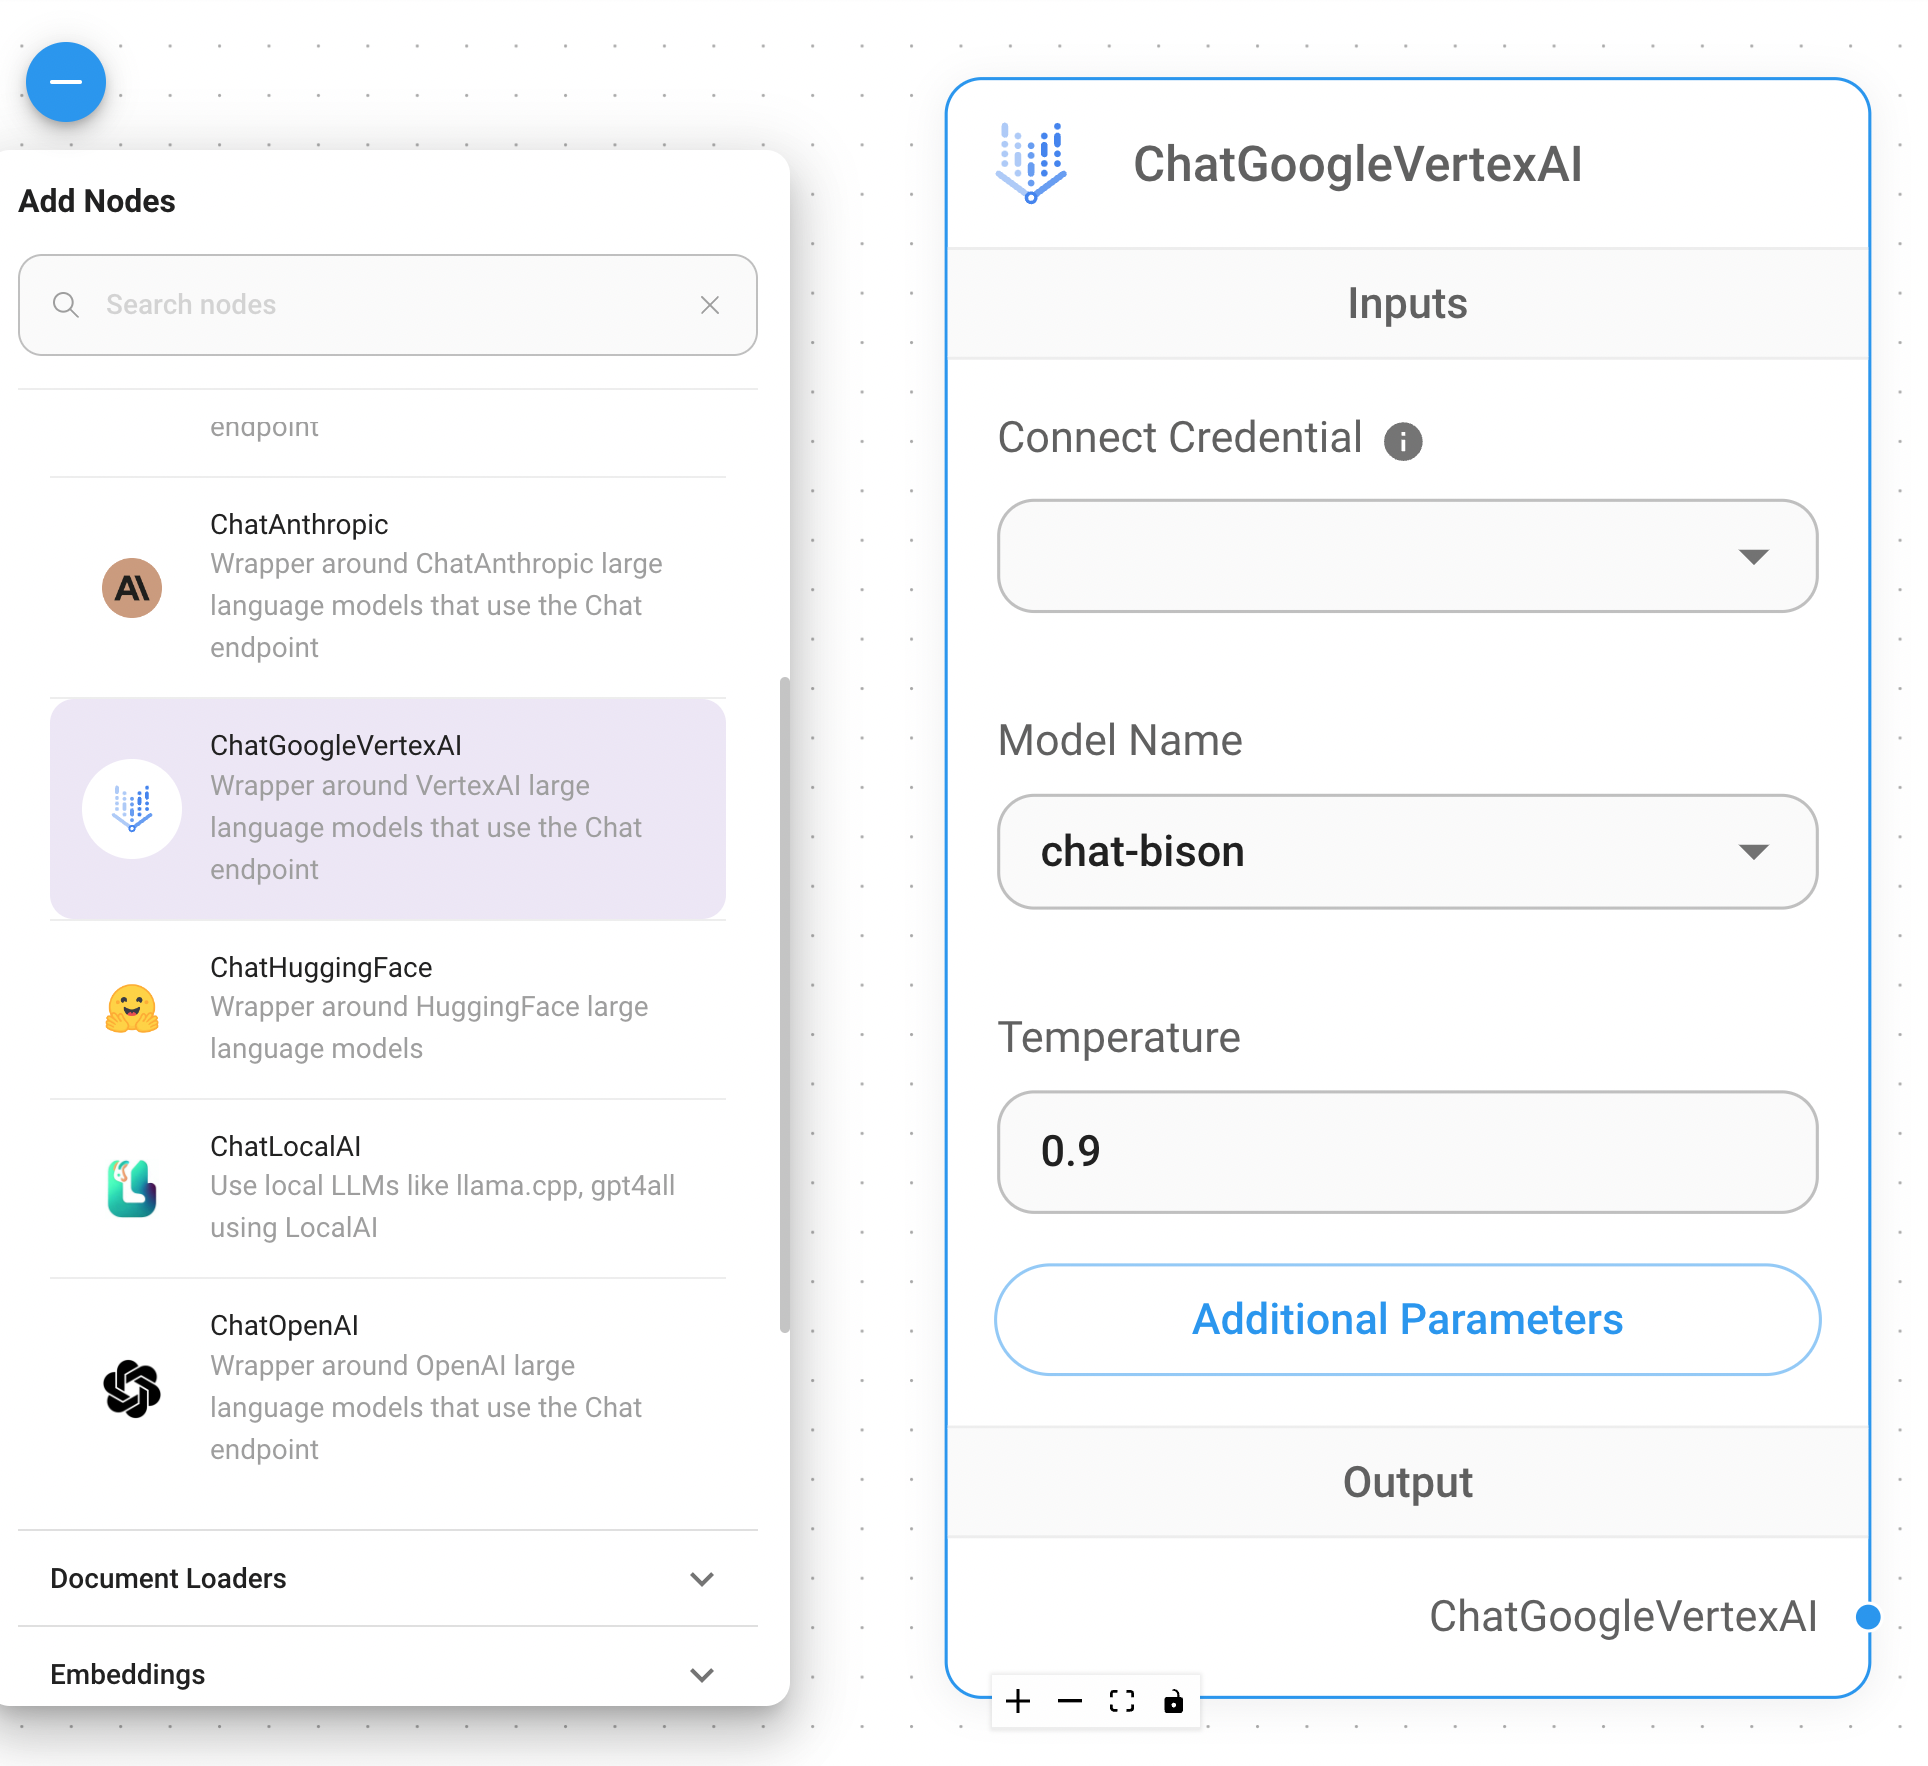 Add Nodes
Search nodes
endpoint
ChatAnthropic
Wrapper around ChatAnthropic large
language models that use the Chat
endpoint
ChatGoogleVertexAI
Wrapper around VertexAI large
language models that use the Chat
endpoint
ChatHuggingFace
Wrapper around HuggingFace large
language models
ChatLocalAI
Use local LLMs like llama.cpp, gpt4all
using LocalAI
ChatOpenAI
Wrapper around OpenAI large
language models that use the Chat
endpoint
Document Loaders
Embeddings
ChatGoogleVertexAI
Inputs
Connect Credential
Model Name
chat-bison
Temperature
0.9
Additional Parameters
Output
ChatGoogleVertexAI